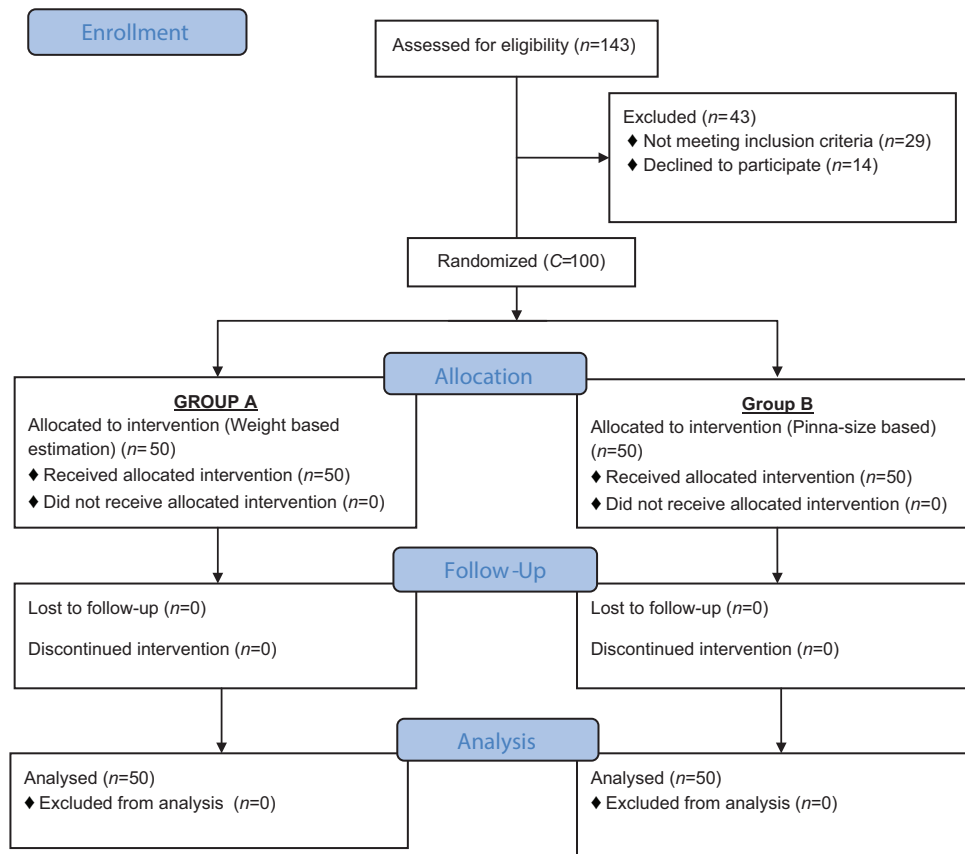 Enrollment
Assessed for eligibility (n=143)
Excluded (n=43)
♦ Not meeting inclusion criteria (n=29)
♦ Declined to participate (n=14)
Randomized (C=100)
Allocation
GROUP A
Allocated to intervention (Weight based
estimation) (n=50)
♦ Received allocated intervention (n=50)
♦ Did not receive allocated intervention (n=0)
Group B
Allocated to intervention (Pinna-size based)
(n=50)
♦ Received allocated intervention (n=50)
♦ Did not receive allocated intervention (n=0)
Follow-Up
Lost to follow-up (n=0)
Discontinued intervention (n=0)
Lost to follow-up (n=0)
Discontinued intervention (n=0)
Analysis
Analysed (n=50)
♦ Excluded from analysis (n=0)
Analysed (n=50)
♦ Excluded from analysis (n=0)